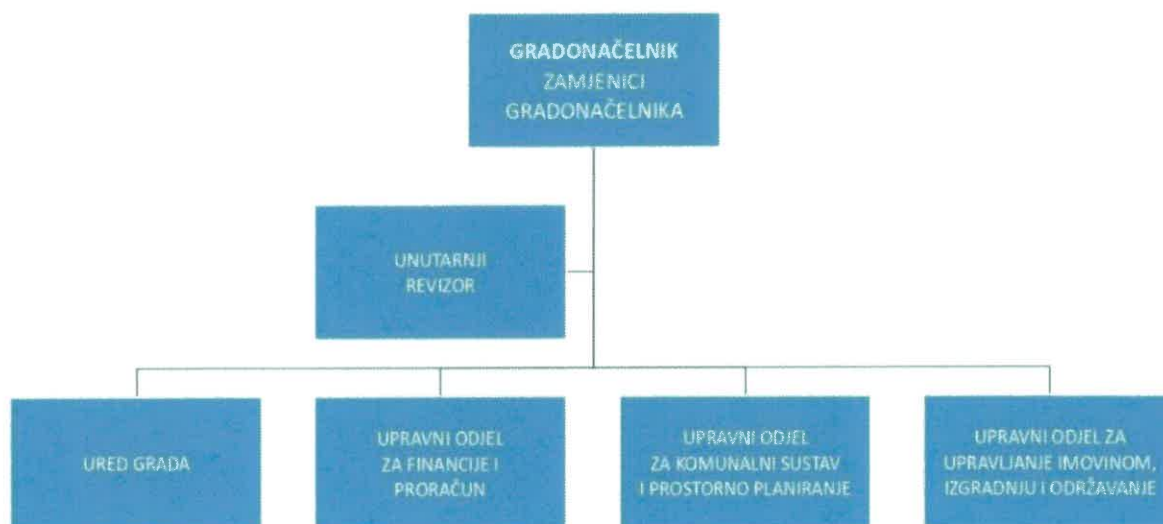 GRADONAČELNIK
ZAMJENICI
GRADONAČELNIKA
UNUTARNJI
REVIZOR
URED GRADA
UPRAVNI ODJEL
ZA FINANCIJE I
PRORAČUN
UPRAVNI ODJEL
ZA KOMUNALNI SUSTAV
I PROSTORNO PLANIRANJE
UPRAVNI ODJEL ZA
UPRAVLJANJE IMOVINOM,
IZGRADNJU I ODRŽAVANJE